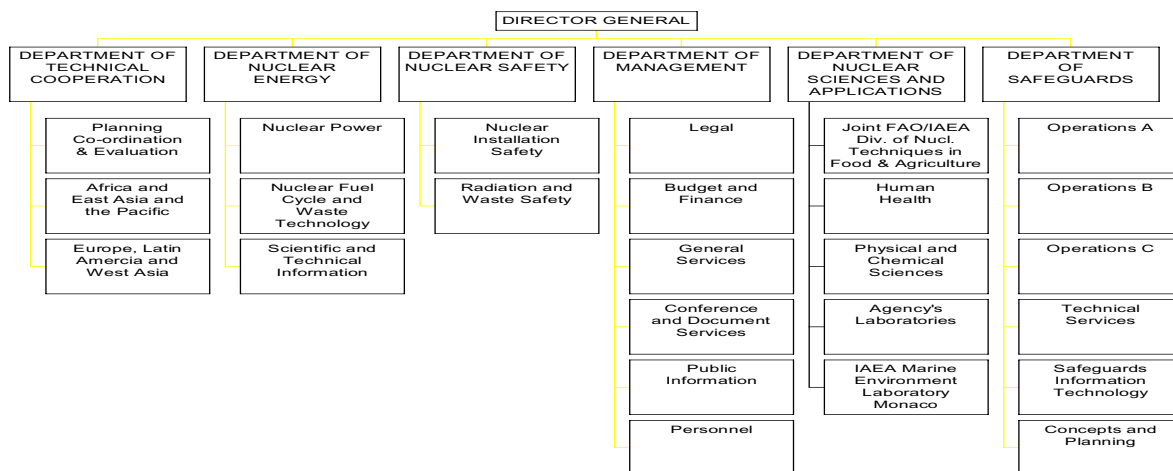 DIRECTOR GENERAL
DEPARTMENT OF
TECHNICAL
COOPERATION
DEPARTMENT OF
NUCLEAR
ENERGY
DEPARTMENT OF
NUCLEAR SAFETY
DEPARTMENT OF
MANAGEMENT
DEPARTMENT OF
NUCLEAR
SCIENCES AND
APPLICATIONS
DEPARTMENT
OF
SAFEGUARDS
Planning
Co-ordination
& Evaluation
Africa and
East Asia and
the Pacific
Europe, Latin
Amercia and
West Asia
Nuclear Power
Nuclear Fuel
Cycle and
Waste
Technology
Scientific and
Technical
Information
Nuclear
Installation
Safety
Radiation and
Waste Safety
Legal
Budget and
Finance
General
Services
Conference
and Document
Services
Public
Information
Personnel
Joint FAO/IAEA
Div. of Nucl.
Techniques in
Food & Agriculture
Human
Health
Physical and
Chemical
Sciences
Agency's
Laboratories
IAEA Marine
Environment
Laboratory
Monaco
Operations A
Operations B
Operations C
Technical
Services
Safeguards
Information
Technology
Concepts and
Planning